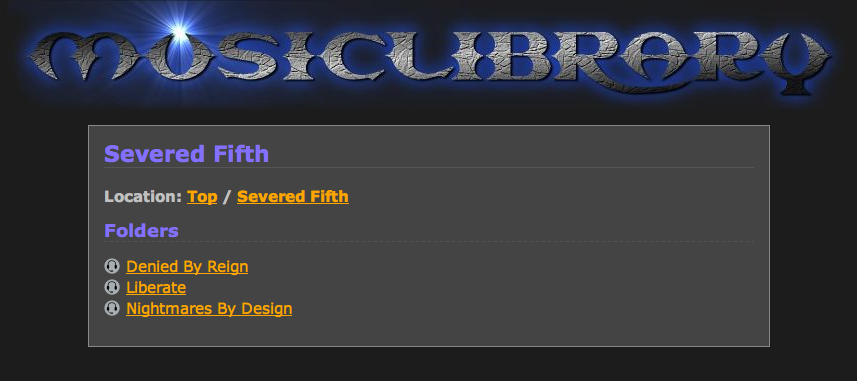 MUSICLIBRARY
Severed Fifth
Location: Top / Severed Fifth
Folders
Denied By Reign
Liberate
Nightmares By Design